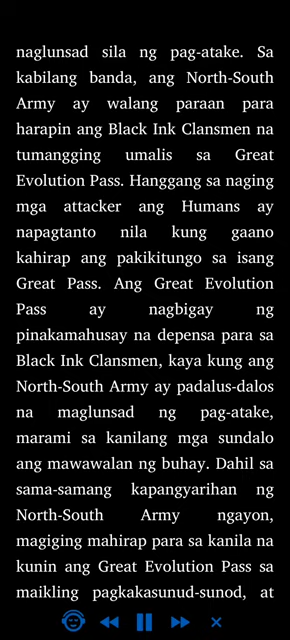 naglunsad sila ng pag-atake. Sa
kabilang banda, ang North-South
Army ay walang paraan para
harapin ang Black Ink Clansmen na
tumangging umalis sa Great
Evolution Pass. Hanggang sa naging
mga attacker ang Humans ay
napagtanto nila kung gaano
kahirap ang pakikitungo sa isang
Great Pass. Ang Great Evolution
Pass ay nagbigay ng
pinakamahusay na depensa para sa
Black Ink Clansmen, kaya kung ang
North-South Army ay padalus-dalos
na maglunsad ng pag-atake,
marami sa kanilang mga sundalo
ang mawawalan ng buhay. Dahil sa
sama-samang kapangyarihan ng
North-South Army ngayon,
magiging mahirap para sa kanila na
kunin ang Great Evolution Pass sa
maikling pagkakasunud-sunod, at